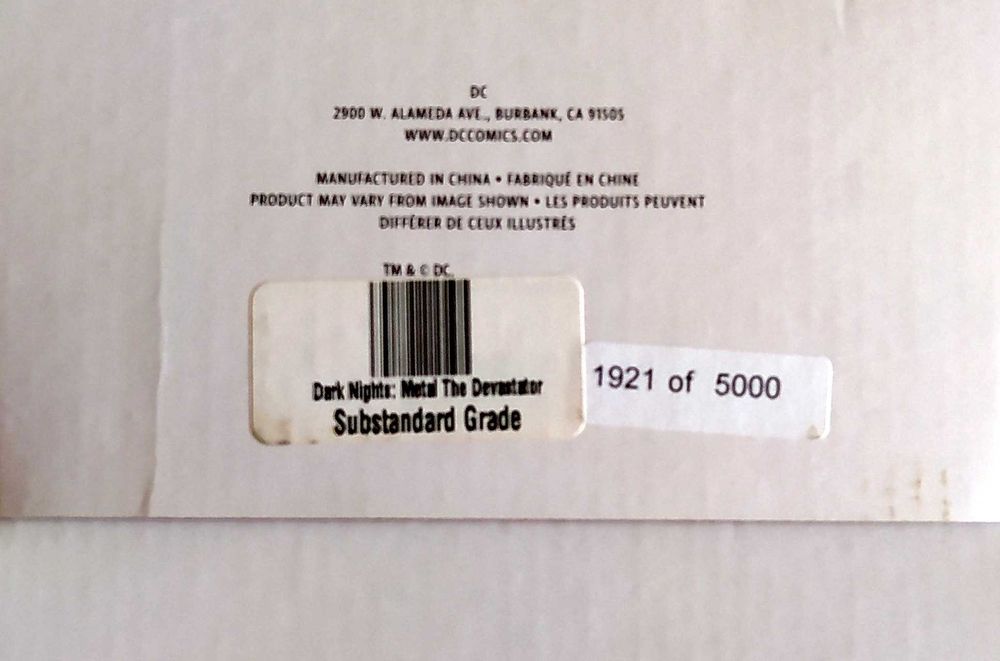 DC
2900 W. ALAMEDA AVE., BURBANK, CA 91505
WWW.DCCOMICS.COM
MANUFACTURED IN CHINA • FABRIQUÉ EN CHINE
PRODUCT MAY VARY FROM IMAGE SHOWN • LES PRODUITS PEUVENT
DIFFÉRER DE CEUX ILLUSTRÉS
TM & © DC.
Dark Nights: Metal The Devastator
Substandard Grade
1921 of 5000